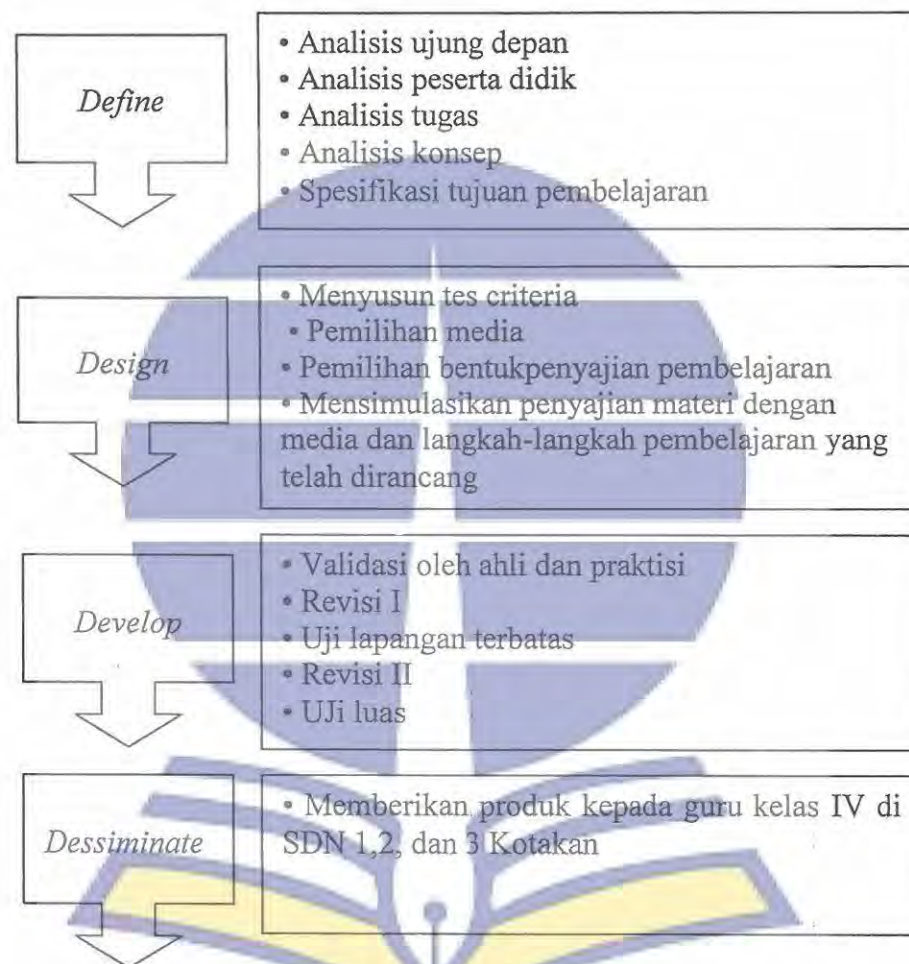 Define
• Analisis ujung depan
• Analisis peserta didik
• Analisis tugas
• Analisis konsep
• Spesifikasi tujuan pembelajaran
Design
• Menyusun tes criteria
• Pemilihan media
• Pemilihan bentukpenyajian pembelajaran
• Mensimulasikan penyajian materi dengan
media dan langkah-langkah pembelajaran yang
telah dirancang
Develop
• Validasi oleh ahli dan praktisi
• Revisi I
• Uji lapangan terbatas
• Revisi II
• UJi luas
Dessiminate
• Memberikan produk kepada guru kelas IV di
SDN 1,2, dan 3 Kotakan